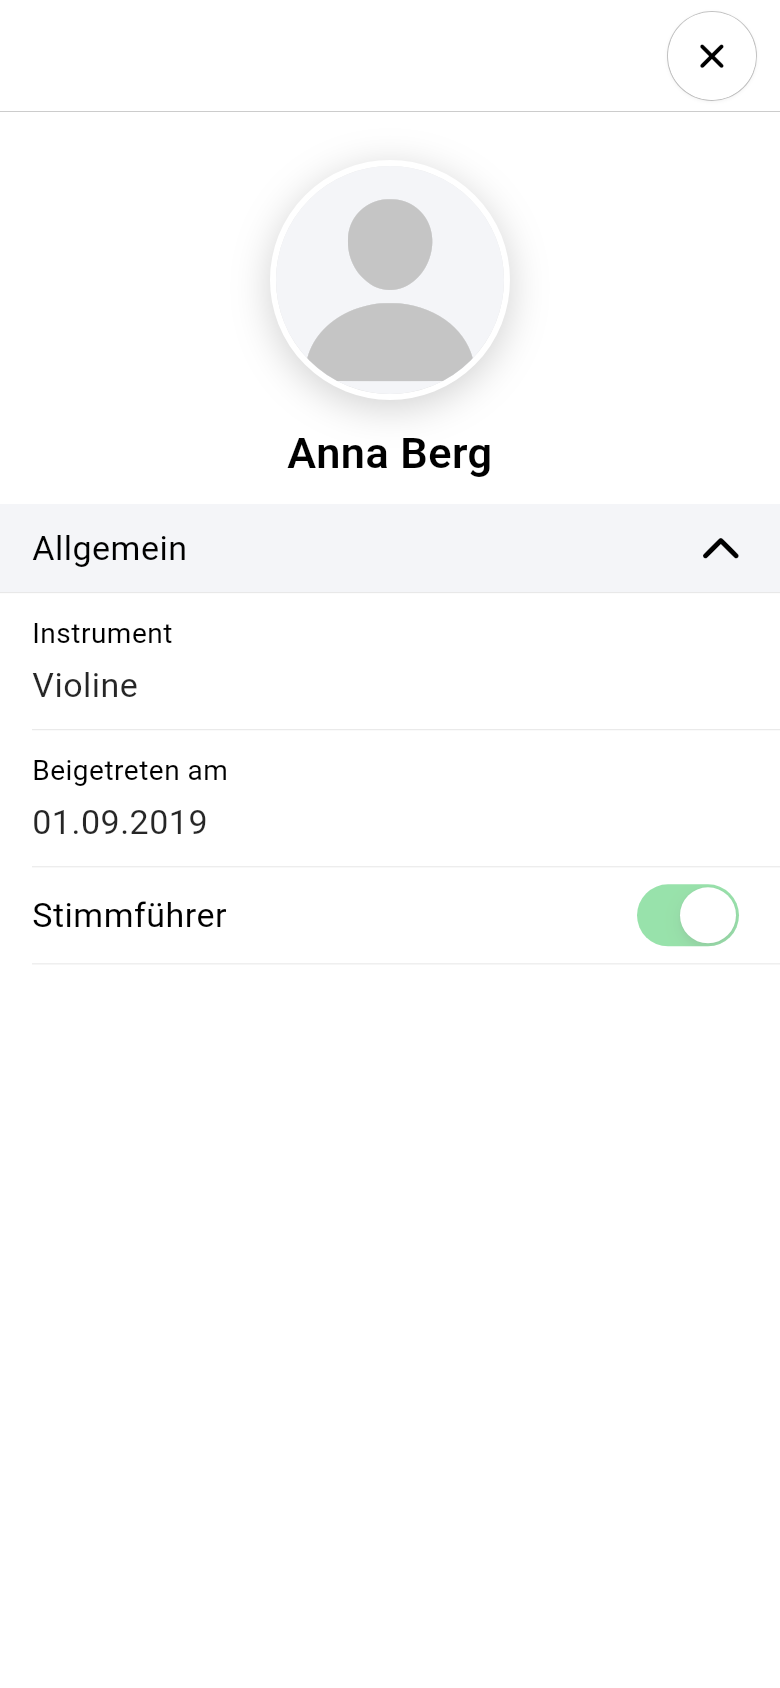 Anna Berg
Allgemein
Instrument
Violine
Beigetreten am
01.09.2019
Stimmführer